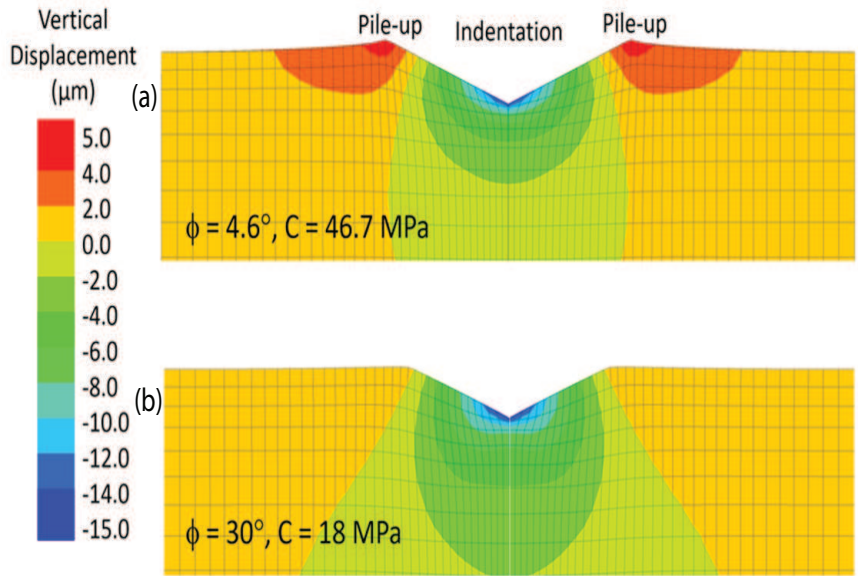 Vertical
Displacement
(μm)
Pile-up
Indentation
Pile-up
(a)
5.0
4.0
2.0
0.0
-2.0
-4.0
-6.0
-8.0
-10.0
-12.0
-14.0
-15.0
ϕ = 4.6°, C = 46.7 MPa
(b)
ϕ = 30°, C = 18 MPa